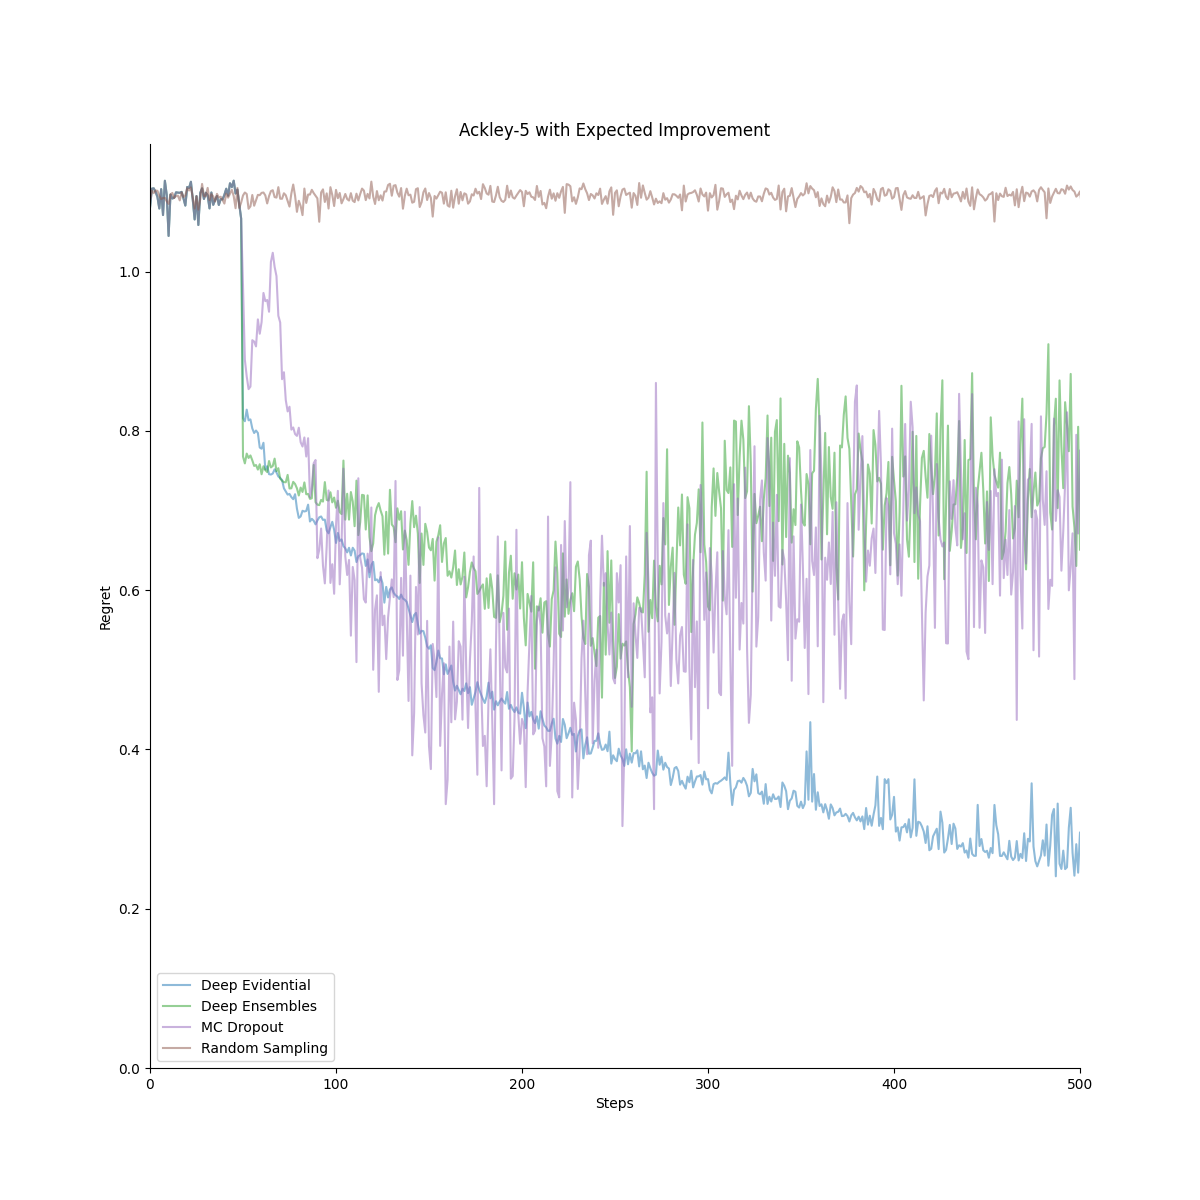 Ackley-5 with Expected Improvement
Regret
1.0
0.8
0.6
0.4
0.2
0.0
Deep Evidential
Deep Ensembles
MC Dropout
Random Sampling
0 100 200 300 400 500
Steps